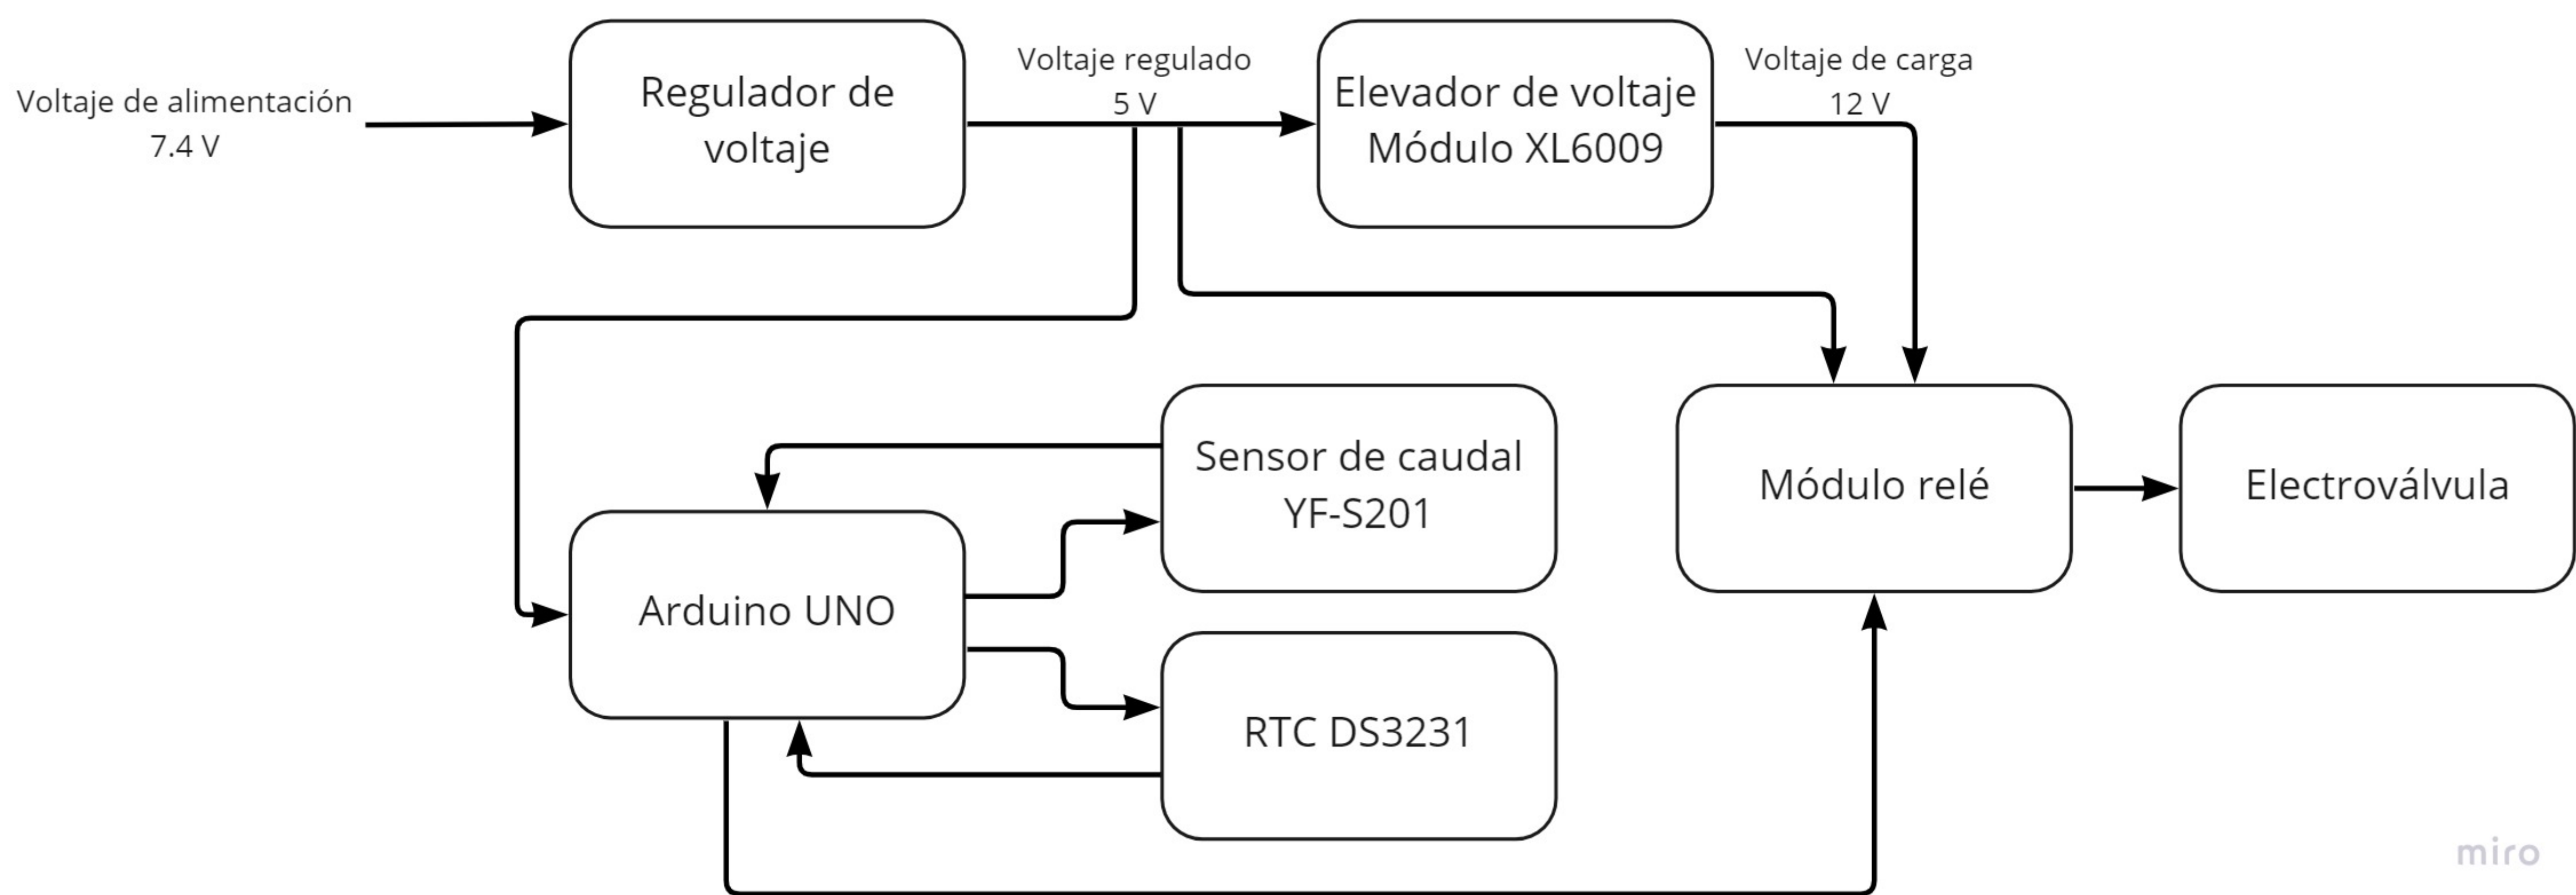 Voltaje de alimentación
7.4 V
Regulador de
voltaje
Voltaje regulado
5 V
Elevador de voltaje
Módulo XL6009
Voltaje de carga
12 V
Sensor de caudal
YF-S201
Módulo relé
Electroválvula
Arduino UNO
RTC DS3231
miro